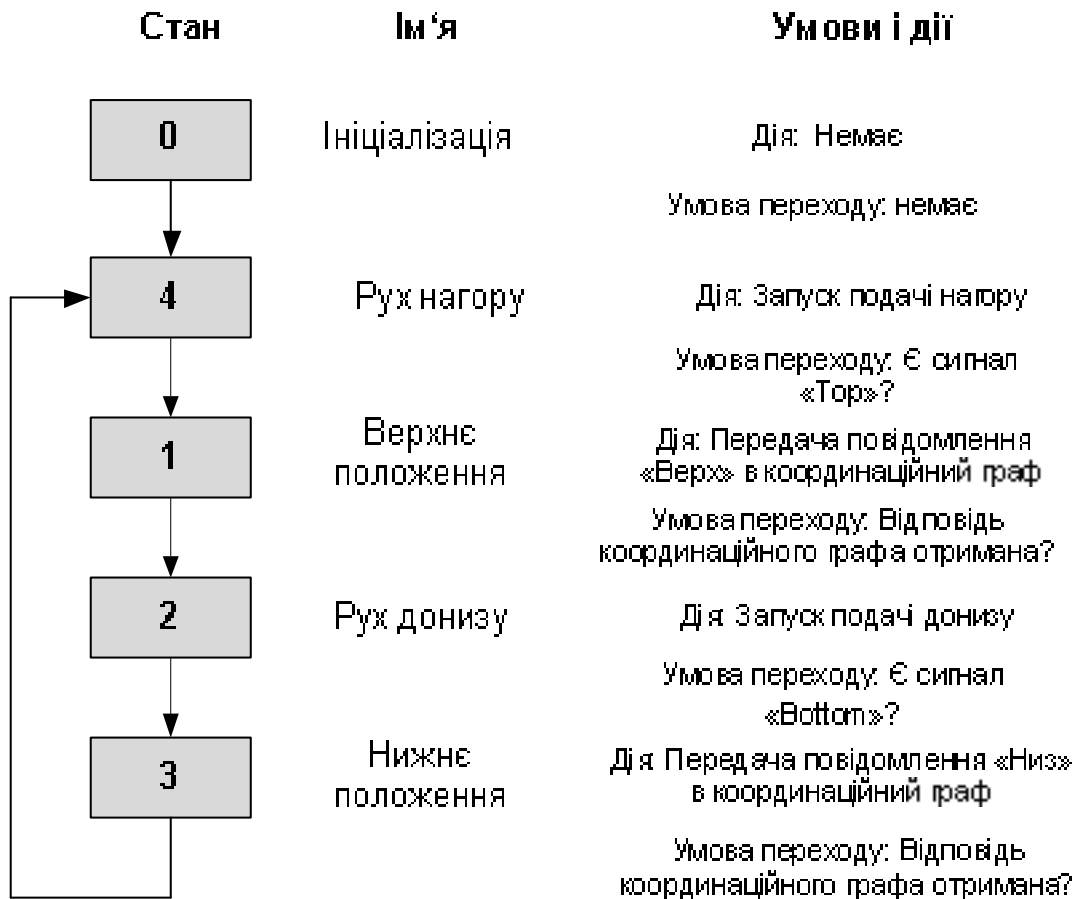 Стан Ім‘я Умови і дії
0 Ініціалізація Дія: Немає
Умова переходу: немає
4 Рух нагору Дія: Запуск подачі нагору
Умова переходу: Є сигнал
«Top»?
1 Верхнє
положення
Дія: Передача повідомлення
«Верх» в координаційний граф
Умова переходу: Відповідь
координаційного графа отримана?
2 Рух донизу Дія: Запуск подачі донизу
Умова переходу: Є сигнал
«Bottom»?
3 Нижнє
положення
Дія: Передача повідомлення «Низ»
в координаційний граф
Умова переходу: Відповідь
координаційного графа отримана?